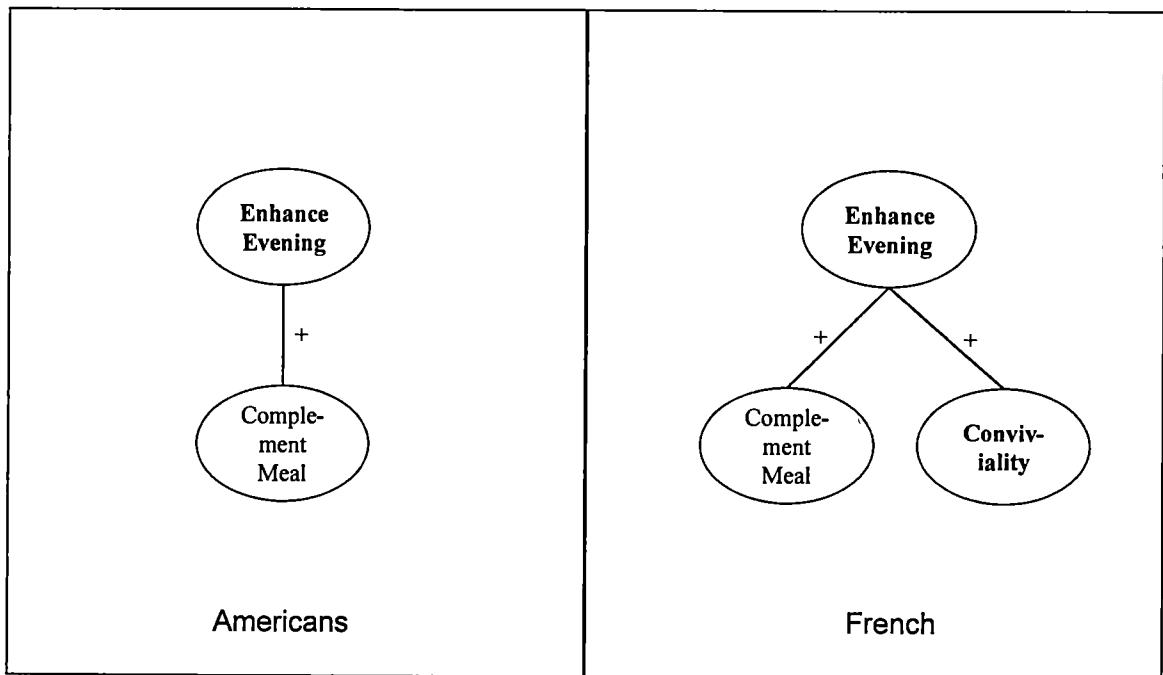 Enhance
Evening
+
Comple-
ment
Meal
Americans
Enhance
Evening
+
+
Comple-
ment
Meal
Conviv-
iality
French